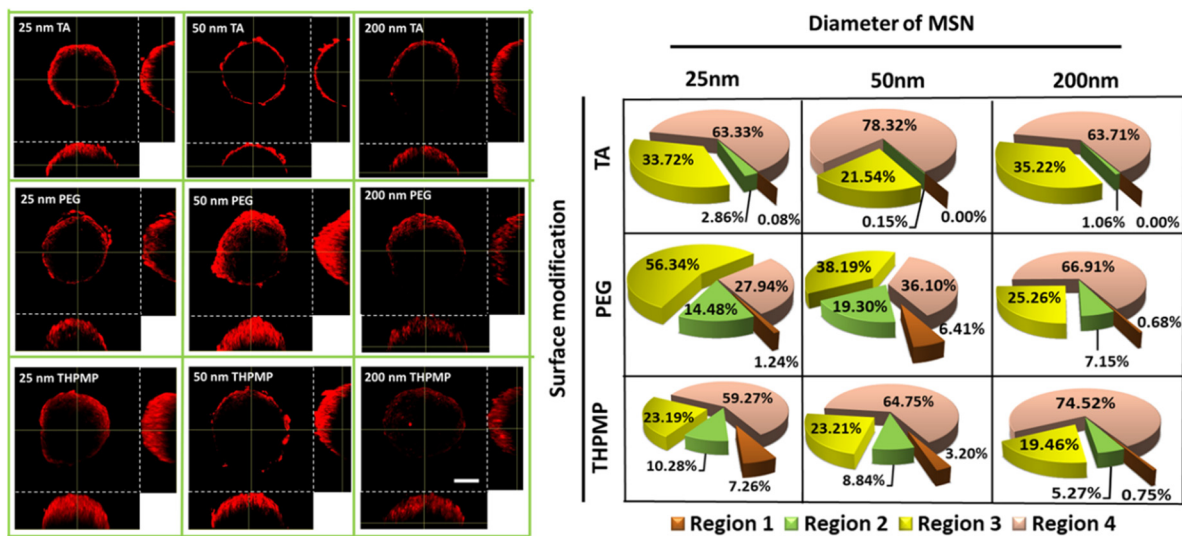 25 nm TA
50 nm TA
200 nm TA
25 nm PEG
50 nm PEG
200 nm PEG
25 nm THPMP
50 nm THPMP
200 nm THPMP
Diameter of MSN
25nm
50nm
200nm
Surface modification
TA
63.33%
33.72%
2.86%
0.08%
78.32%
21.54%
0.15%
0.00%
63.71%
35.22%
1.06%
0.00%
PEG
56.34%
27.94%
14.48%
1.24%
38.19%
36.10%
19.30%
6.41%
66.91%
25.26%
0.68%
7.15%
THPMP
59.27%
23.19%
10.28%
7.26%
64.75%
23.21%
3.20%
8.84%
74.52%
19.46%
5.27%
0.75%
Region 1 Region 2 Region 3 Region 4